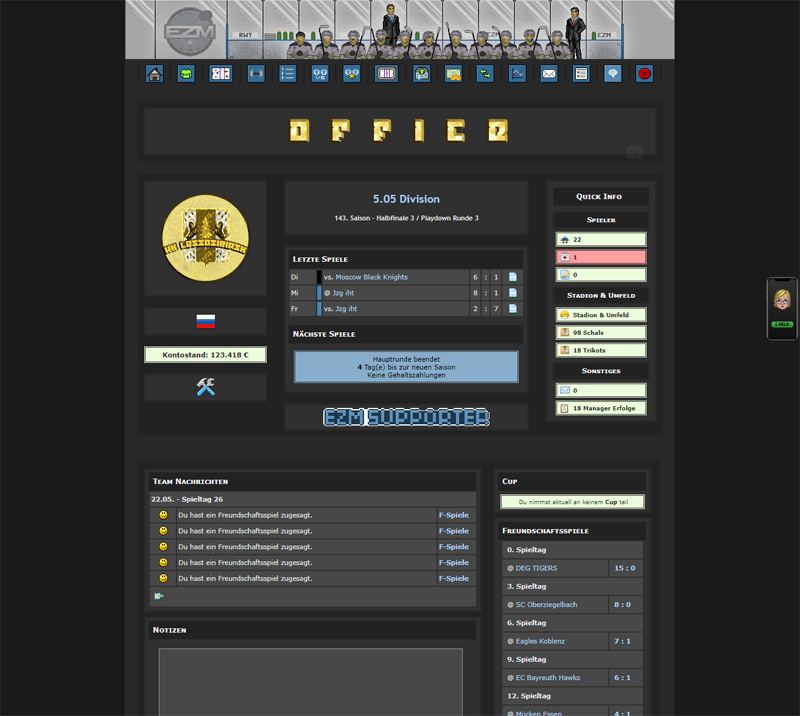 EZM
RWT
EZM
OFFICE
5.05 Division
143. Saison - Halbfinale 3 / Playdown Runde 3
Kontostand: 123.418 €
Letzte Spiele
Di vs. Moscow Black Knights 6 : 1
Mi @ Jzg iht 8 : 1
Fr vs. Jzg iht 2 : 7
Nächste Spiele
Hauptrunde beendet
4 Tag(e) bis zur neuen Saison
Keine Gehaltszahlungen
EZM SUPPORTER
Quick Info
Spieler
22
1
0
Stadion & Umfeld
Stadion & Umfeld
98 Schals
18 Trikots
Sonstiges
0
18 Manager Erfolge
Team Nachrichten
22.05. - Spieltag 26
Du hast ein Freundschaftsspiel zugesagt. F-Spiele
Du hast ein Freundschaftsspiel zugesagt. F-Spiele
Du hast ein Freundschaftsspiel zugesagt. F-Spiele
Du hast ein Freundschaftsspiel zugesagt. F-Spiele
Du hast ein Freundschaftsspiel zugesagt. F-Spiele
Notizen
Cup
Du nimmst aktuell an keinem Cup teil
Freundschaftsspiele
0. Spieltag
@ DEG TIGERS 15 : 0
3. Spieltag
@ SC Oberziegelbach 8 : 0
6. Spieltag
@ Eagles Koblenz 7 : 1
9. Spieltag
@ EC Bayreuth Hawks 6 : 1
12. Spieltag
@ Mücken Essen 4 : 1